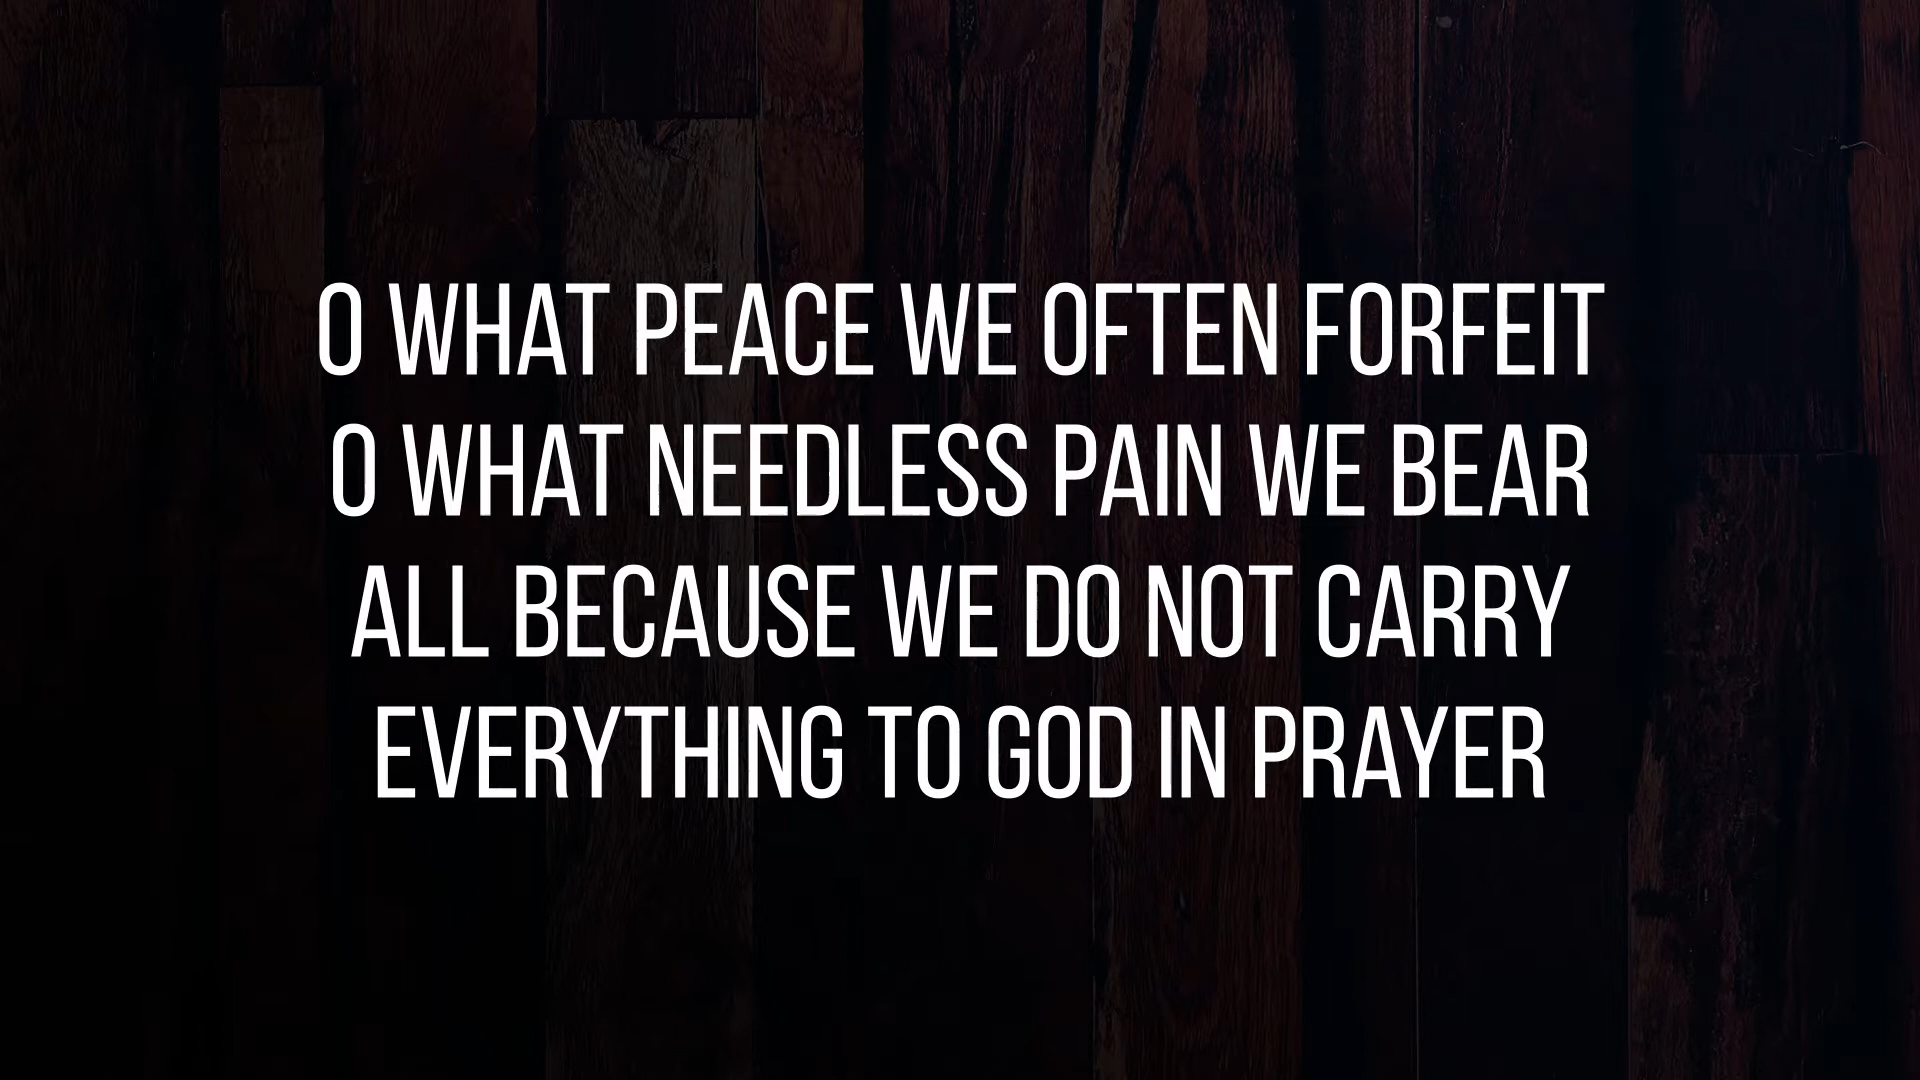 O WHAT PEACE WE OFTEN FORFEIT
O WHAT NEEDLESS PAIN WE BEAR
ALL BECAUSE WE DO NOT CARRY
EVERYTHING TO GOD IN PRAYER